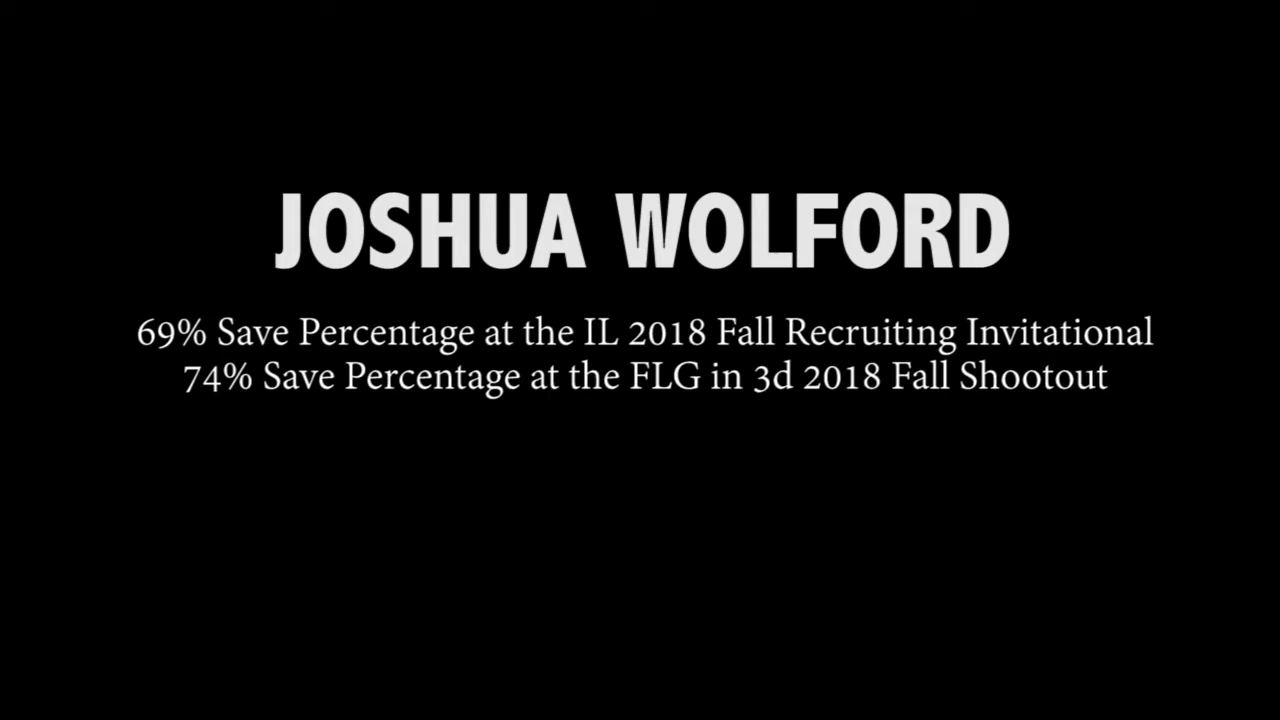 JOSHUA WOLFORD
69% Save Percentage at the IL 2018 Fall Recruiting Invitational
74% Save Percentage at the FLG in 3d 2018 Fall Shootout